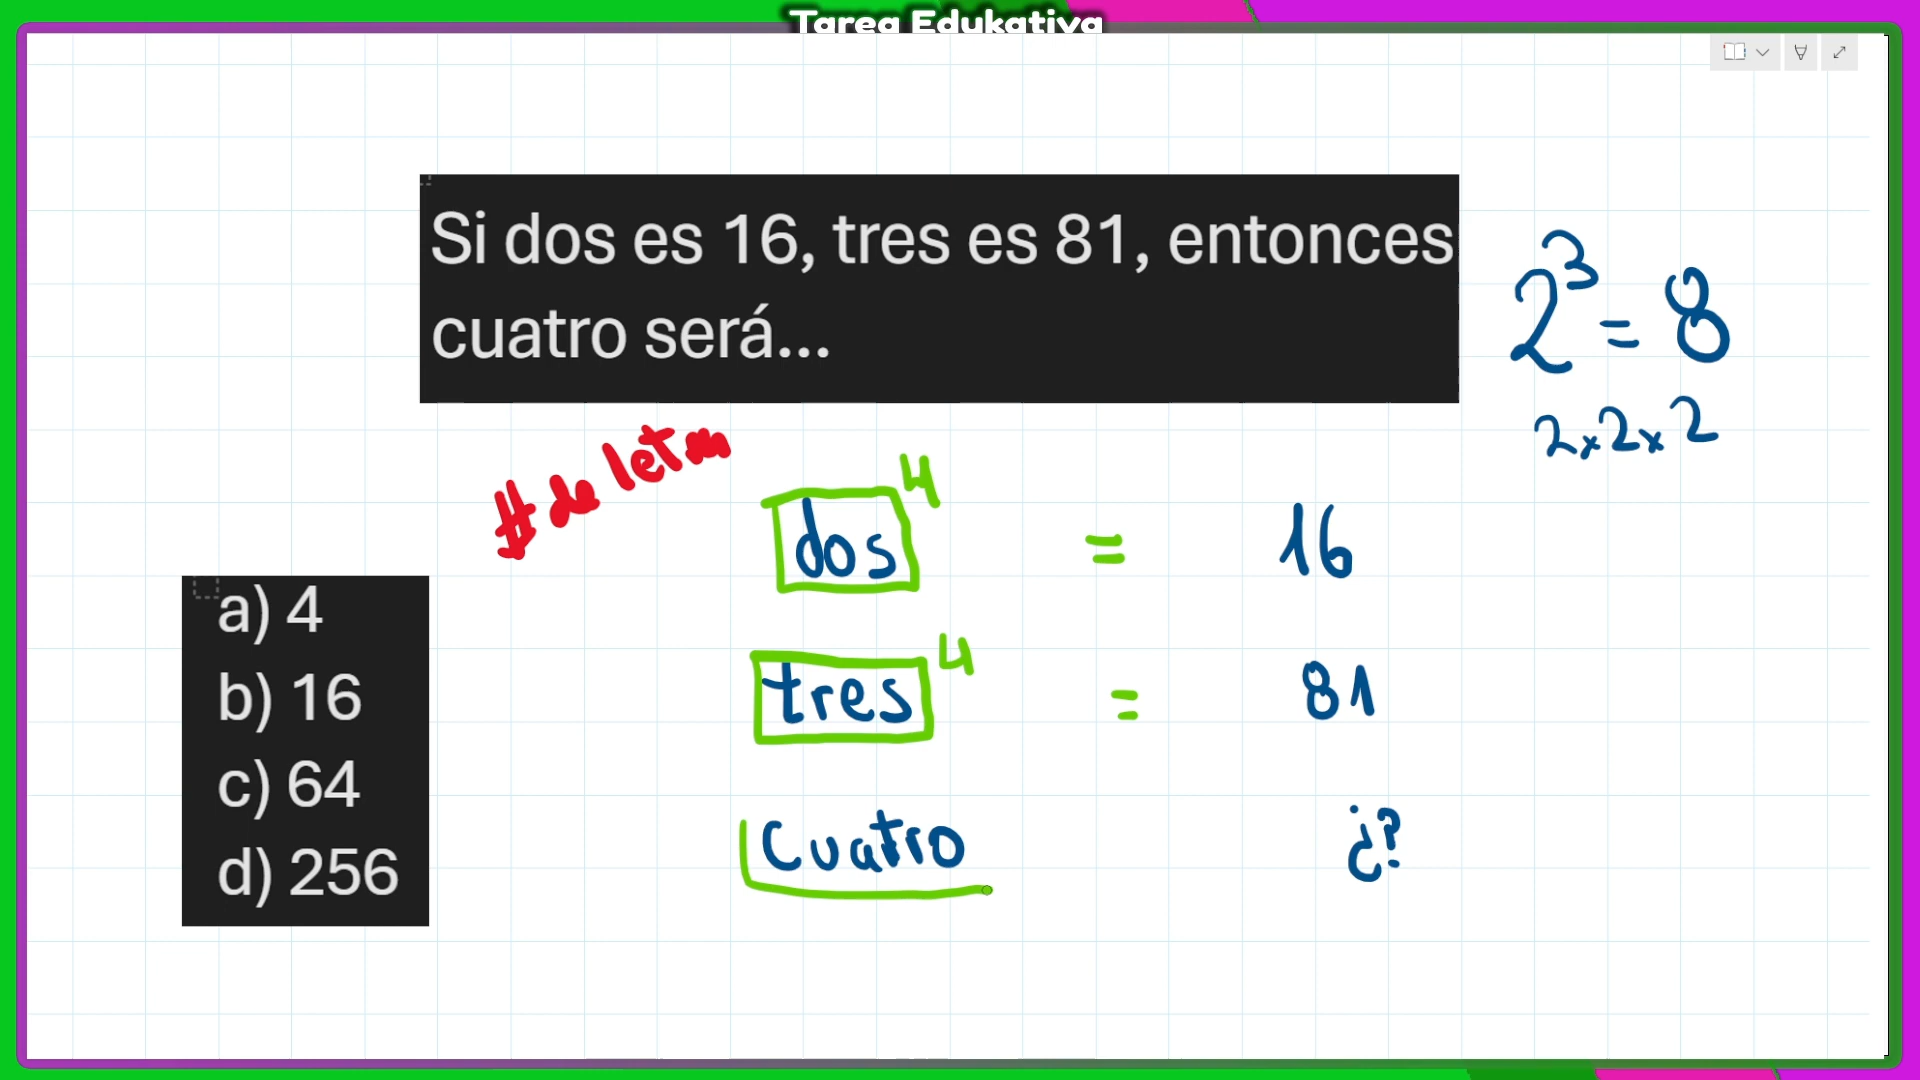 Tarea Edukativa
Si dos es 16, tres es 81, entonces
cuatro será...
2³ = 8
2x2x2
# de letra
dos⁴ = 16
tres⁴ = 81
Cuatro ¿?
a) 4
b) 16
c) 64
d) 256